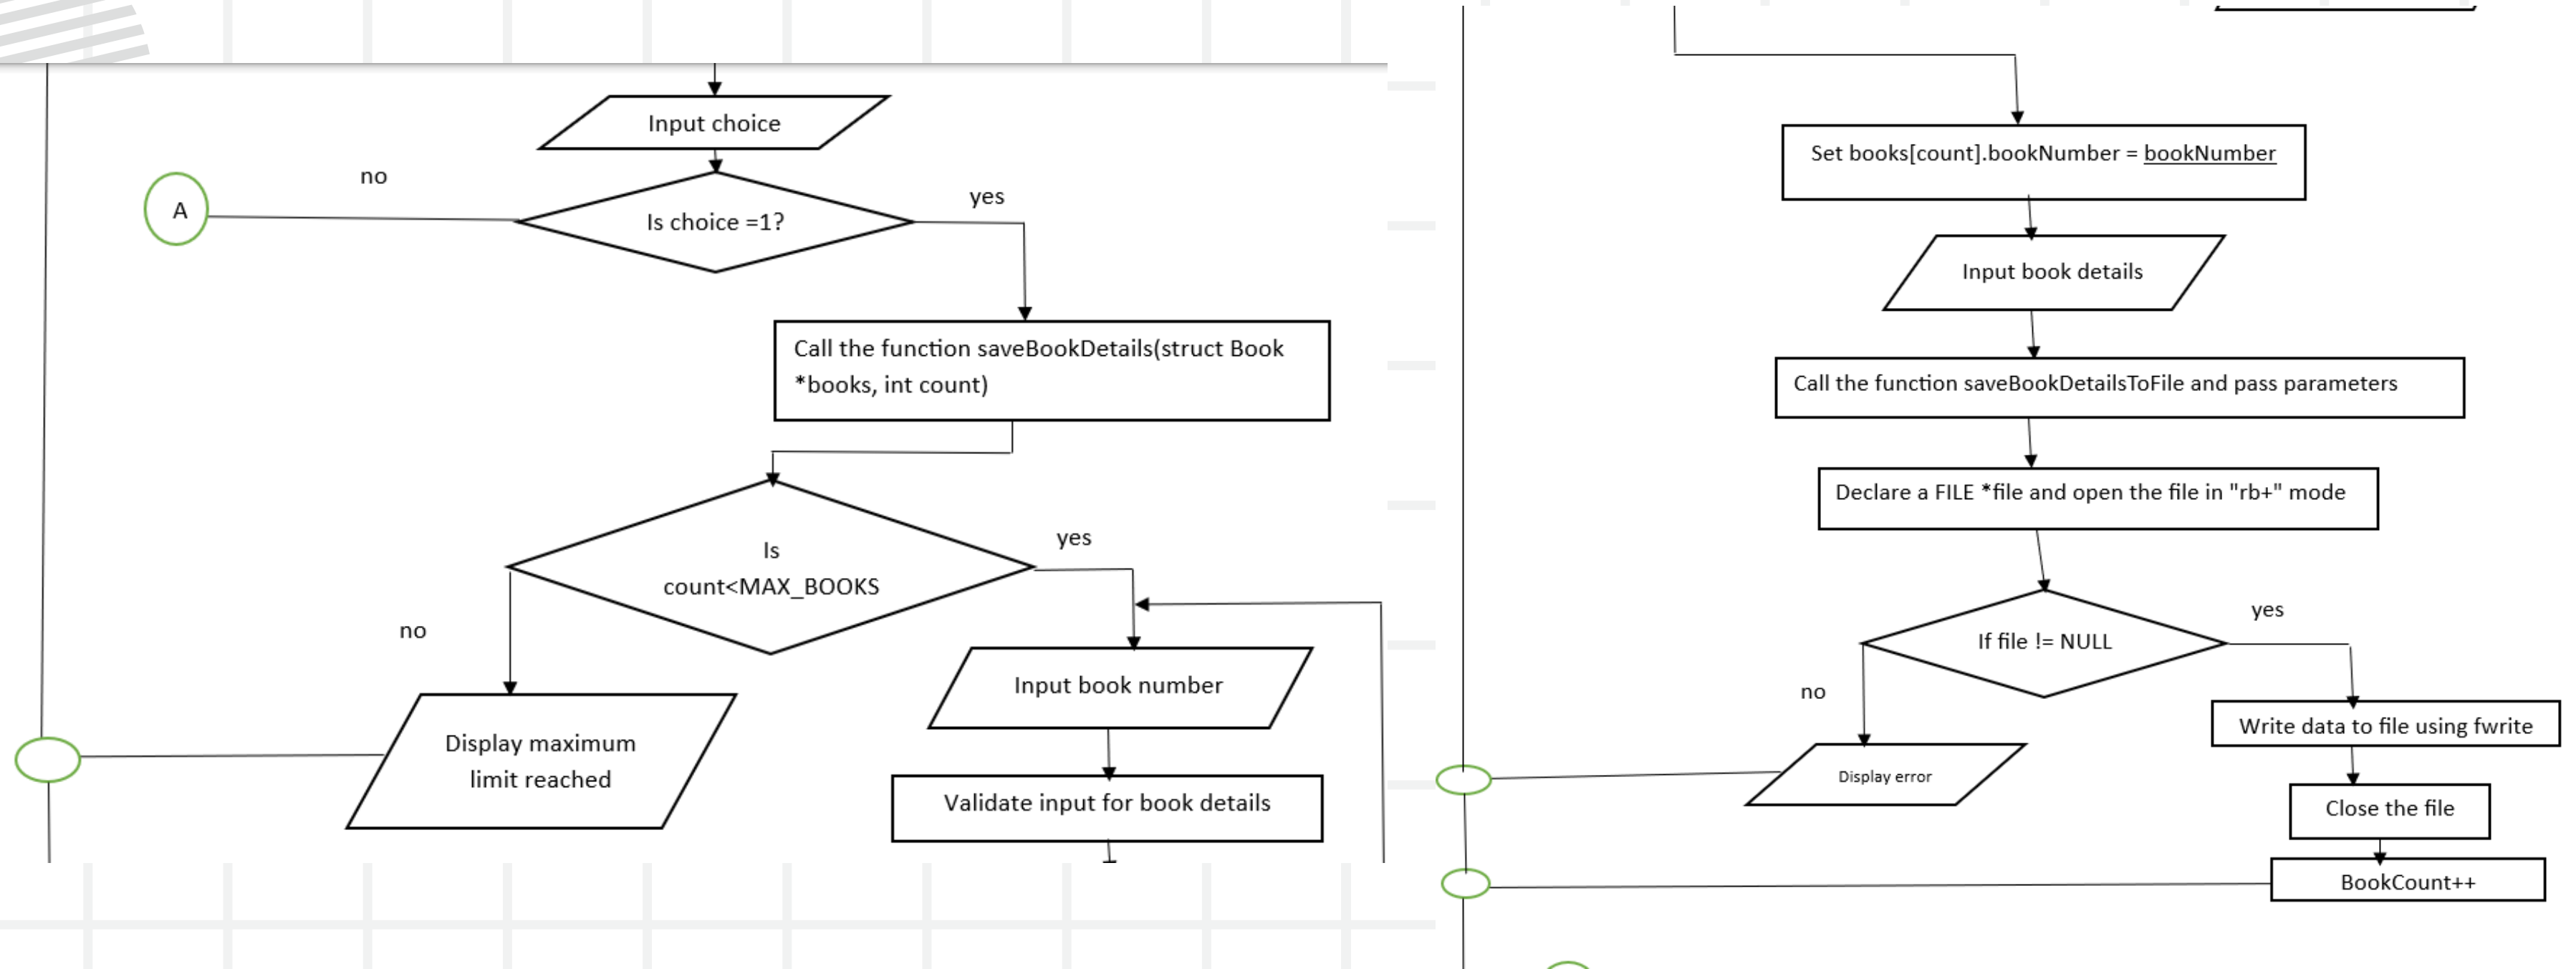 Input choice
no
A
Is choice =1?
yes
Call the function saveBookDetails(struct Book
*books, int count)
Is
count<MAX_BOOKS
yes
no
Input book number
Display maximum
limit reached
Validate input for book details
Set books[count].bookNumber = bookNumber
Input book details
Call the function saveBookDetailsToFile and pass parameters
Declare a FILE *file and open the file in "rb+" mode
If file != NULL
yes
no
Write data to file using fwrite
Display error
Close the file
BookCount++